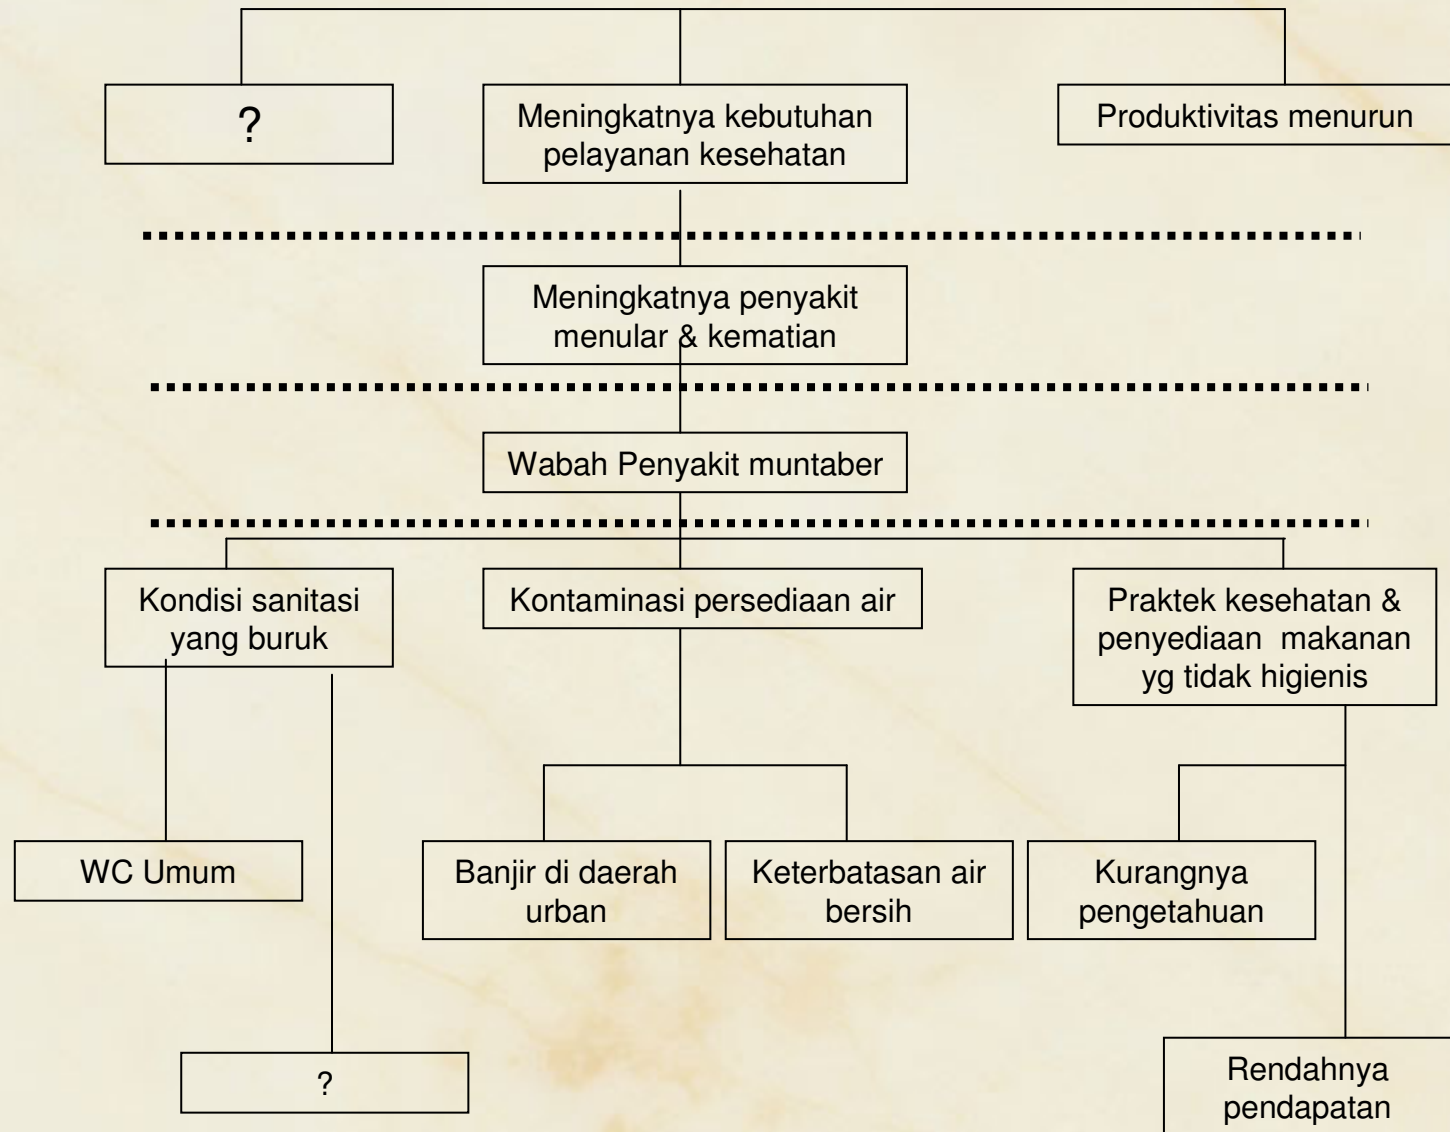 ?
Meningkatnya kebutuhan
pelayanan kesehatan
Produktivitas menurun
Meningkatnya penyakit
menular & kematian
Wabah Penyakit muntaber
Kondisi sanitasi
yang buruk
Kontaminasi persediaan air
Praktek kesehatan &
penyediaan makanan
yg tidak higienis
WC Umum
Banjir di daerah
urban
Keterbatasan air
bersih
Kurangnya
pengetahuan
?
Rendahnya
pendapatan